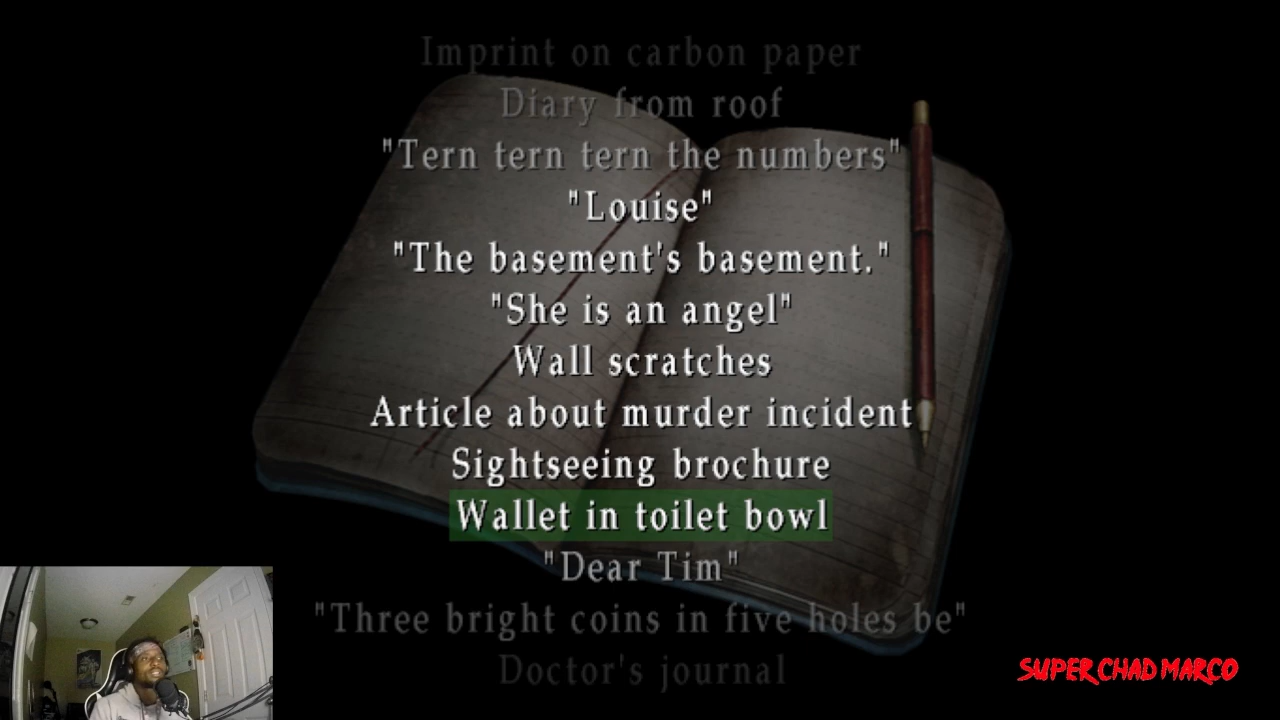 Imprint on carbon paper
Diary from roof
"Tern tern tern the numbers"
"Louise"
"The basement's basement."
"She is an angel"
Wall scratches
Article about murder incident
Sightseeing brochure
Wallet in toilet bowl
"Dear Tim"
"Three bright coins in five holes be"
Doctor's journal
SUPER CHAD MARCO